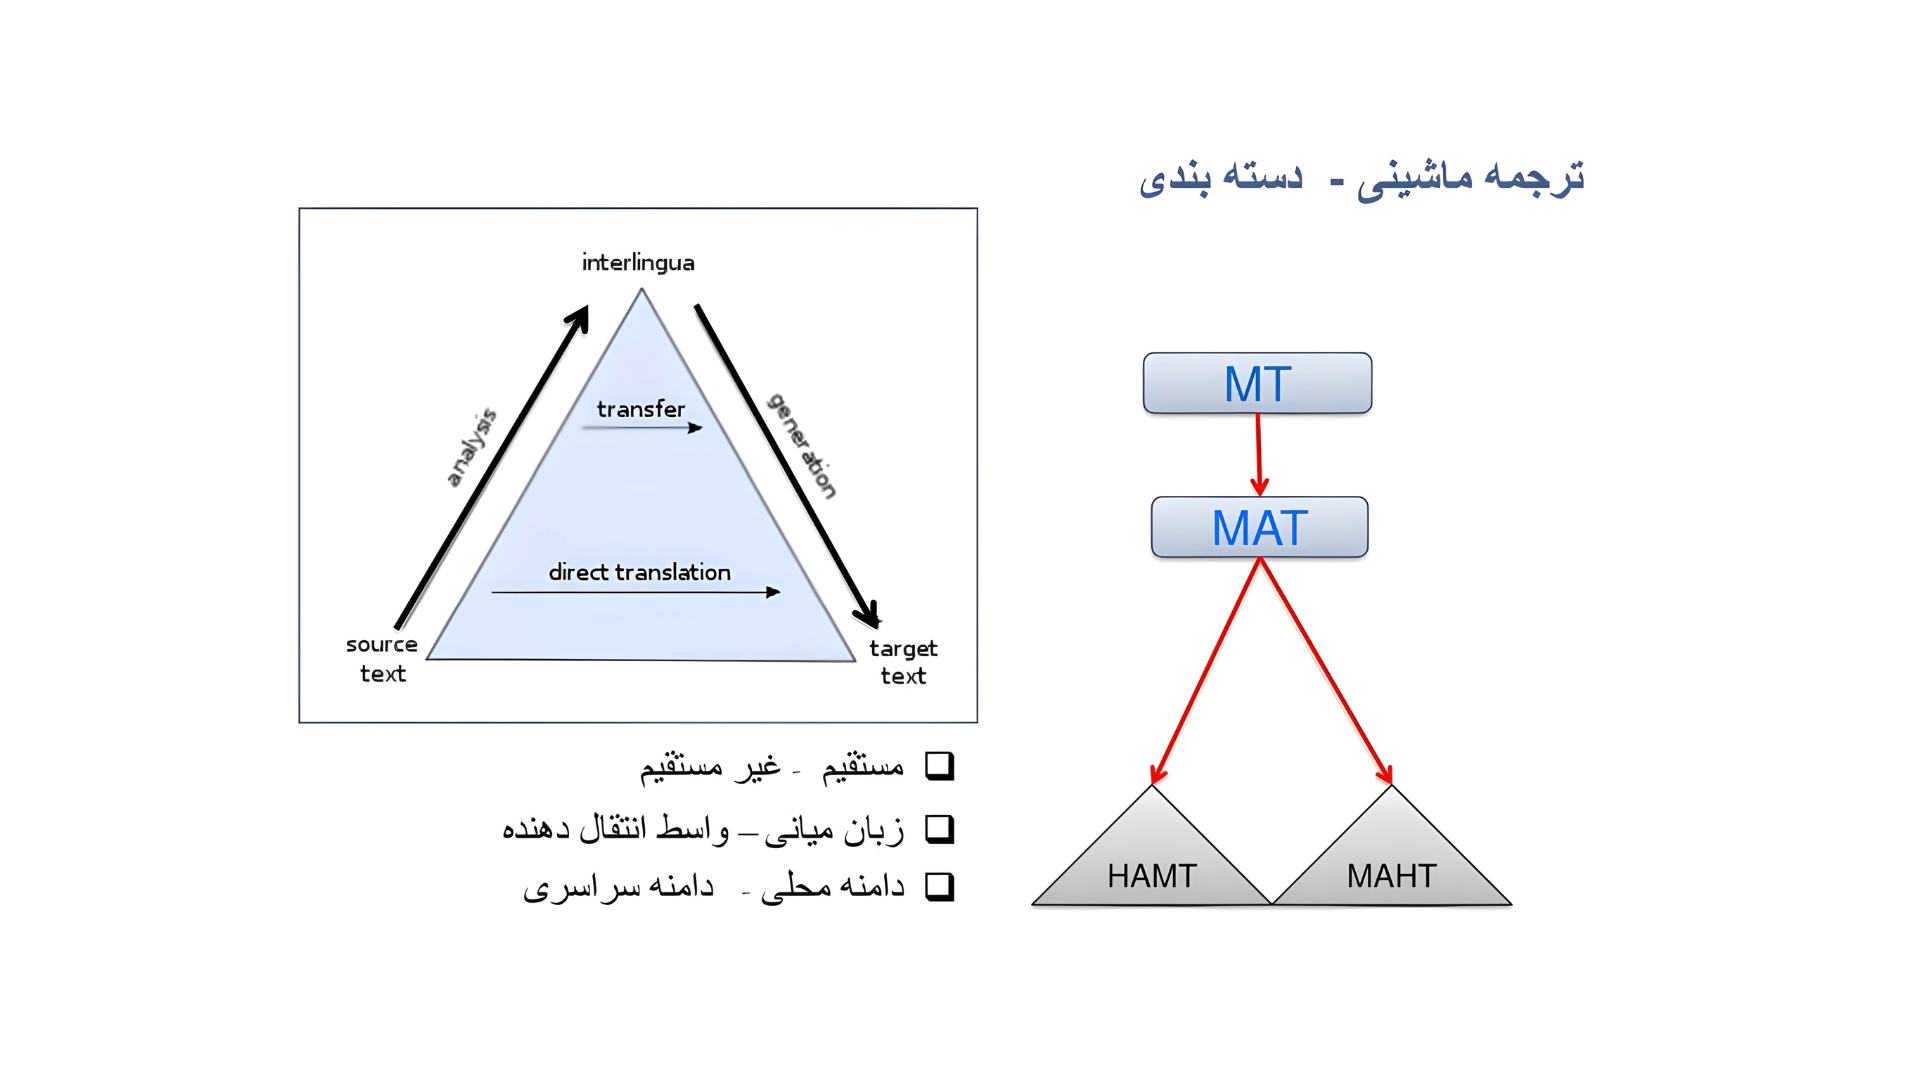 ترجمه ماشینی - دسته بندی
interlingua
analysis
generation
transfer
direct translation
source
text
target
text
MT
MAT
HAMT
MAHT
مستقیم - غیر مستقیم
زبان میانی – واسط انتقال دهنده
دامنه محلی - دامنه سراسری